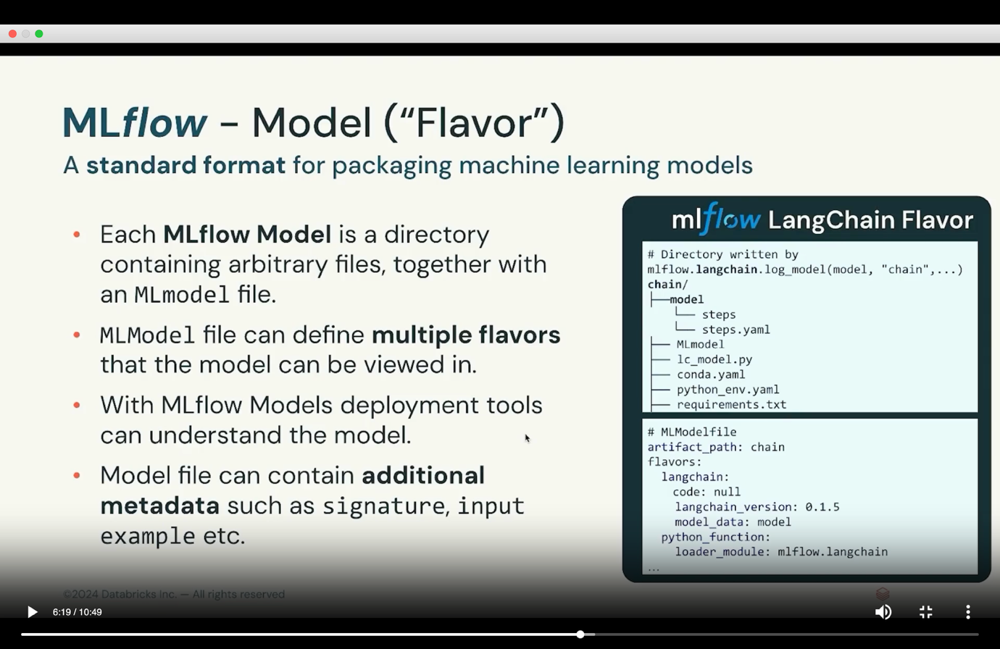 MLflow – Model (“Flavor”)
A standard format for packaging machine learning models
• Each MLflow Model is a directory
containing arbitrary files, together with
an MLmodel file.
• MLModel file can define multiple flavors
that the model can be viewed in.
• With MLflow Models deployment tools
can understand the model.
• Model file can contain additional
metadata such as signature, input
example etc.
mlflow LangChain Flavor
# Directory written by
mlflow.langchain.log_model(model, "chain",...)
chain/
├──model
└── steps
└── steps.yaml
├── MLmodel
├── lc_model.py
├── conda.yaml
├── python_env.yaml
├── requirements.txt
# MLModelfile
artifact_path: chain
flavors:
langchain:
code: null
langchain_version: 0.1.5
model_data: model
python_function:
loader_module: mlflow.langchain
...
©2024 Databricks Inc. — All rights reserved
6:19 / 10:49